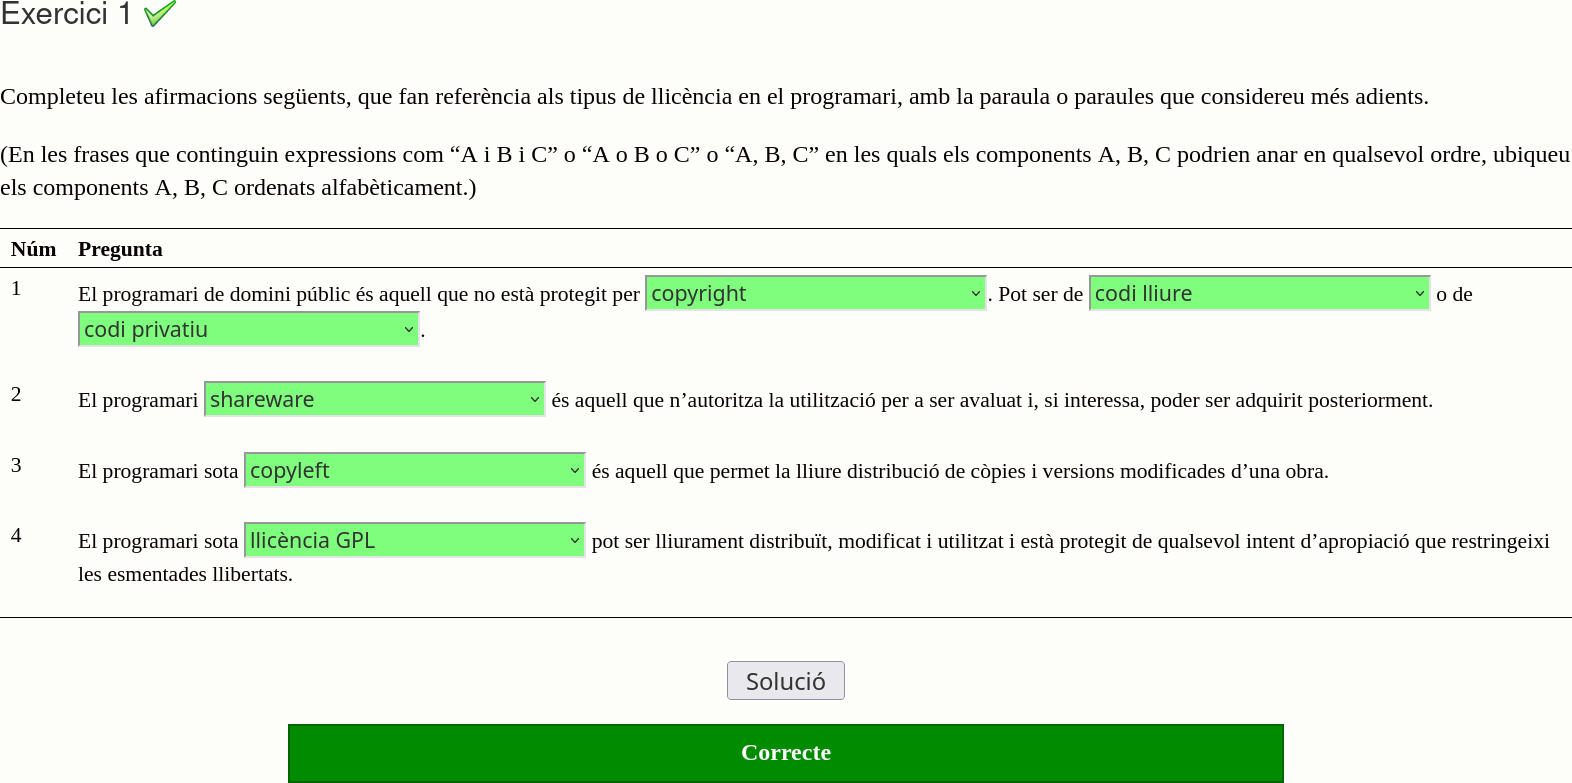 Exercici 1
Completeu les afirmacions següents, que fan referència als tipus de llicència en el programari, amb la paraula o paraules que considereu més adients.
(En les frases que continguin expressions com “A i B i C” o “A o B o C” o “A, B, C” en les quals els components A, B, C podrien anar en qualsevol ordre, ubiqueu
els components A, B, C ordenats alfabèticament.)
Núm Pregunta
1 El programari de domini públic és aquell que no està protegit per copyright. Pot ser de codi lliure o de
codi privatiu.
2 El programari shareware és aquell que n’autoritza la utilització per a ser avaluat i, si interessa, poder ser adquirit posteriorment.
3 El programari sota copyleft és aquell que permet la lliure distribució de còpies i versions modificades d’una obra.
4 El programari sota llicència GPL pot ser lliurament distribuït, modificat i utilitzat i està protegit de qualsevol intent d’apropiació que restringeixi
les esmentades llibertats.
Solució
Correcte